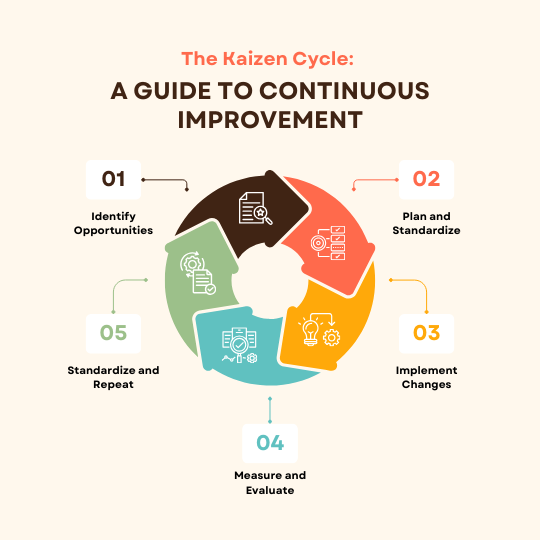 The Kaizen Cycle:
A GUIDE TO CONTINUOUS
IMPROVEMENT
01
Identify
Opportunities
02
Plan and
Standardize
03
Implement
Changes
04
Measure and
Evaluate
05
Standardize and
Repeat